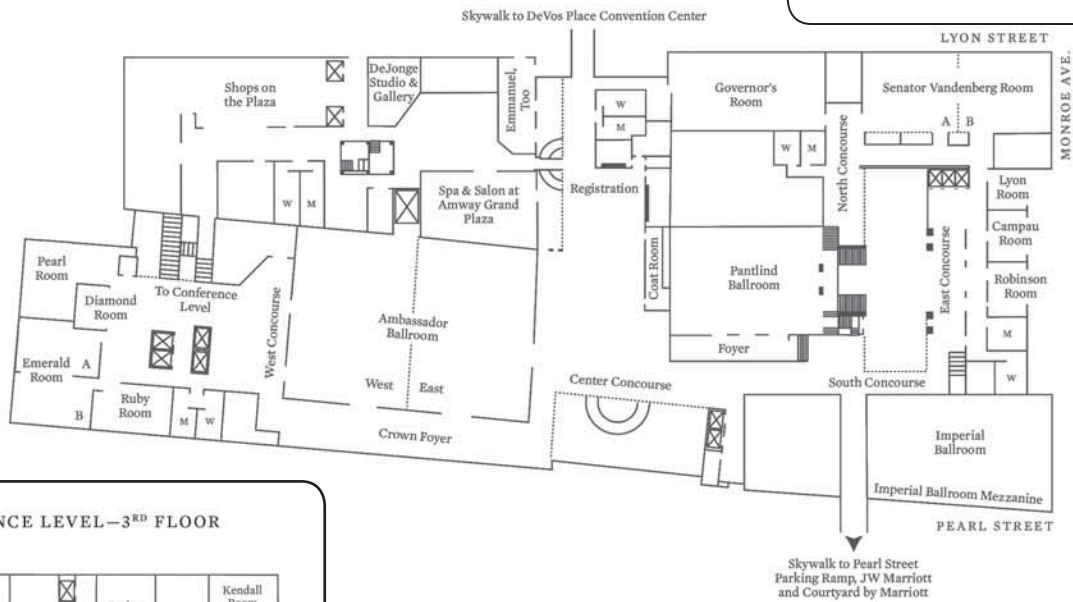 Skywalk to DeVos Place Convention Center
LYON STREET
MONROE AVE.
Shops on
the Plaza
DeJonge
Studio &
Gallery
Emmanuel,
Too
W
M
Governor's
Room
Senator Vandenberg Room
A
B
W
M
North Concourse
Registration
Spa & Salon at
Amway Grand
Plaza
W
M
Lyon
Room
Campau
Room
Robinson
Room
East Concourse
Coat Room
Pantlind
Ballroom
Pearl
Room
Diamond
Room
To Conference
Level
West Concourse
Ambassador
Ballroom
West
East
Emerald
Room
A
B
Ruby
Room
M
W
Foyer
M
W
Center Concourse
South Concourse
Crown Foyer
Imperial
Ballroom
Imperial Ballroom Mezzanine
PEARL STREET
Skywalk to Pearl Street
Parking Ramp, JW Marriott
and Courtyard by Marriott
LEVEL—3RD FLOOR
Kendall